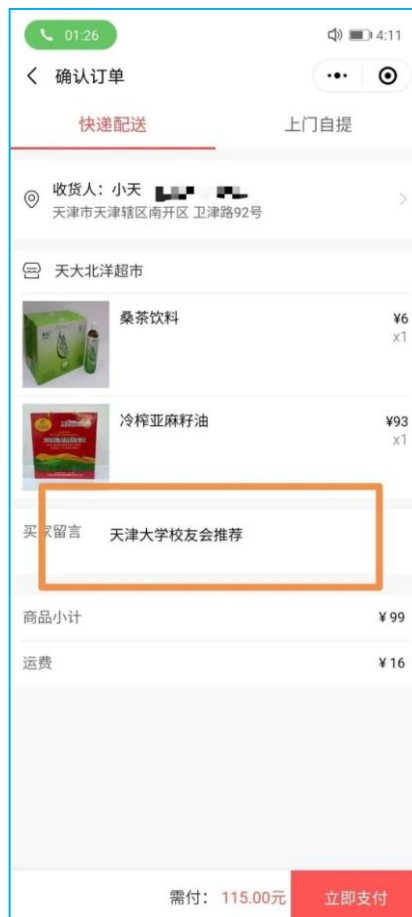 01:26
4:11
确认订单
快递配送
上门自提
收货人：小天
天津市天津辖区南开区 卫津路92号
天大北洋超市
桑茶饮料
¥6
x1
冷榨亚麻籽油
¥93
x1
买家留言
天津大学校友会推荐
商品小计
¥ 99
运费
¥ 16
需付： 115.00元
立即支付